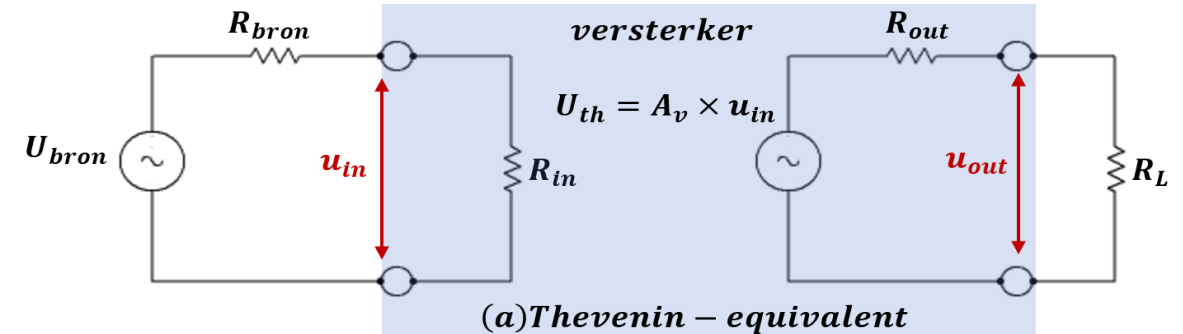 R_bron
versterker
R_out
U_th = A_v × u_in
U_bron
u_in
R_in
u_out
R_L
(a)Thevenin − equivalent